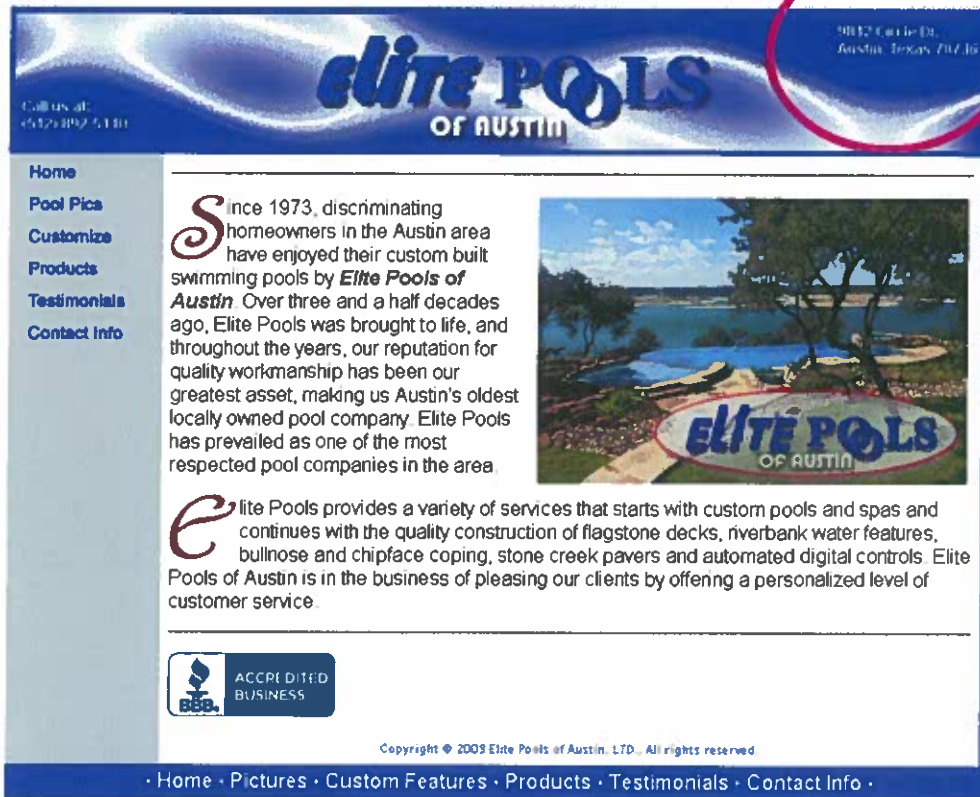 ELITE POOLS
OF AUSTIN
Austin, Texas
Call us at:
Home
Pool Pics
Customize
Products
Testimonials
Contact Info
Since 1973, discriminating
homeowners in the Austin area
have enjoyed their custom built
swimming pools by Elite Pools of
Austin. Over three and a half decades
ago, Elite Pools was brought to life, and
throughout the years, our reputation for
quality workmanship has been our
greatest asset, making us Austin's oldest
locally owned pool company. Elite Pools
has prevailed as one of the most
respected pool companies in the area.
ELITE POOLS
OF AUSTIN
Elite Pools provides a variety of services that starts with custom pools and spas and
continues with the quality construction of flagstone decks, riverbank water features,
bullnose and chipface coping, stone creek pavers and automated digital controls. Elite
Pools of Austin is in the business of pleasing our clients by offering a personalized level of
customer service.
BBB.
ACCREDITED
BUSINESS
Copyright © 2009 Elite Pools of Austin, LTD., All rights reserved.
· Home · Pictures · Custom Features · Products · Testimonials · Contact Info ·